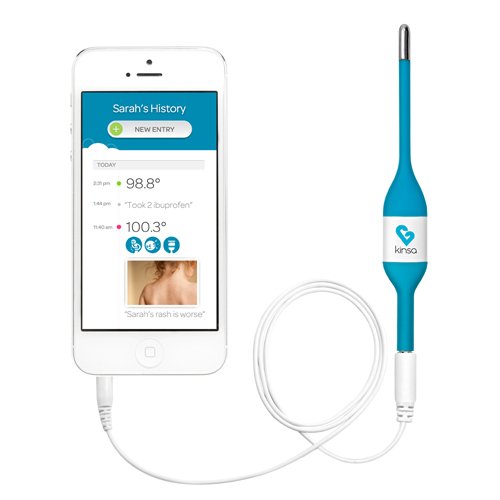 Sarah's History
NEW ENTRY
TODAY
2:31 pm 98.8°
1:44 pm "Took 2 ibuprofen"
11:40 am 100.3°
"Sarah's rash is worse"
kinsa